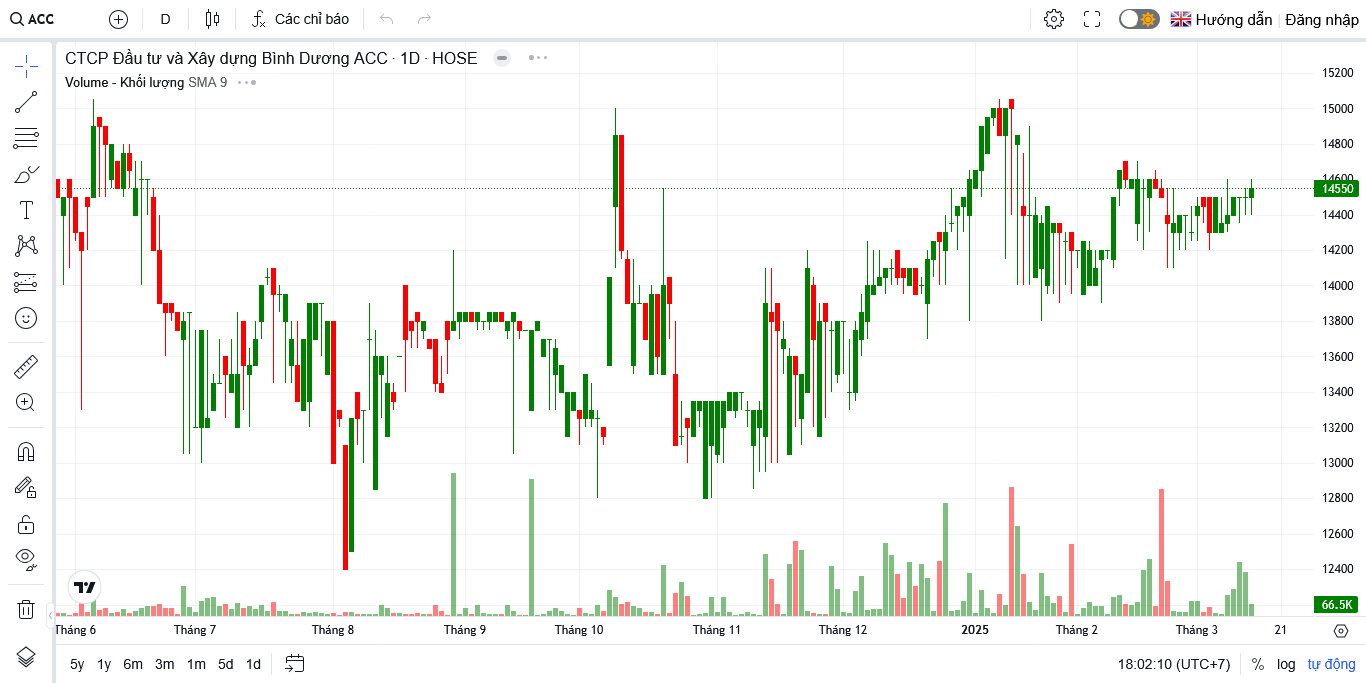 ACC D Các chỉ báo Hướng dẫn Đăng nhập
CTCP Đầu tư và Xây dựng Bình Dương ACC · 1D · HOSE
Volume - Khối lượng SMA 9
15200
15000
14800
14600
14550
14400
14200
14000
13800
13600
13400
13200
13000
12800
12600
12400
66.5K
Tháng 6 Tháng 7 Tháng 8 Tháng 9 Tháng 10 Tháng 11 Tháng 12 2025 Tháng 2 Tháng 3 21
5y 1y 6m 3m 1m 5d 1d 18:02:10 (UTC+7) % log tự động